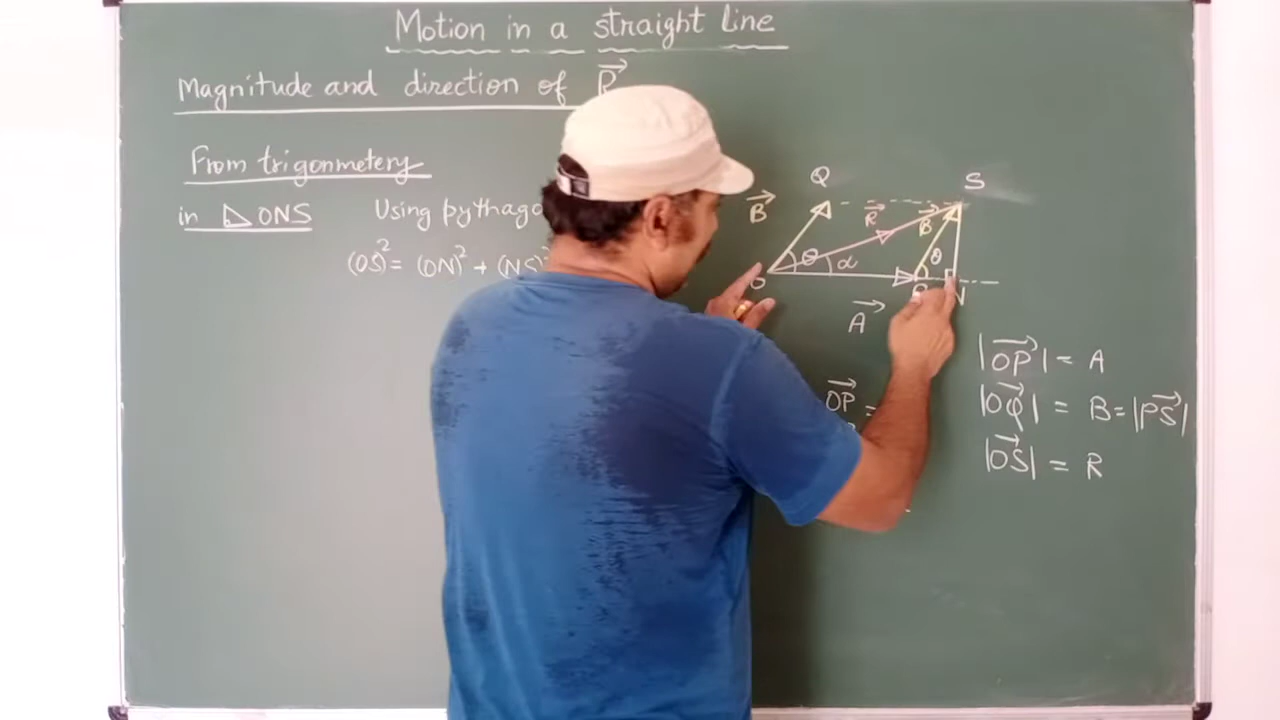 Motion in a straight line
Magnitude and direction of R⃗
From trigonmetery
in △ONS Using pythago
(OS)² = (ON)² + (NS)²
Q S
B⃗ R⃗ B⃗
θ α θ
O P N
A⃗
|OP⃗| = A
OP⃗ = |OQ⃗| = B = |PS⃗|
|OS⃗| = R